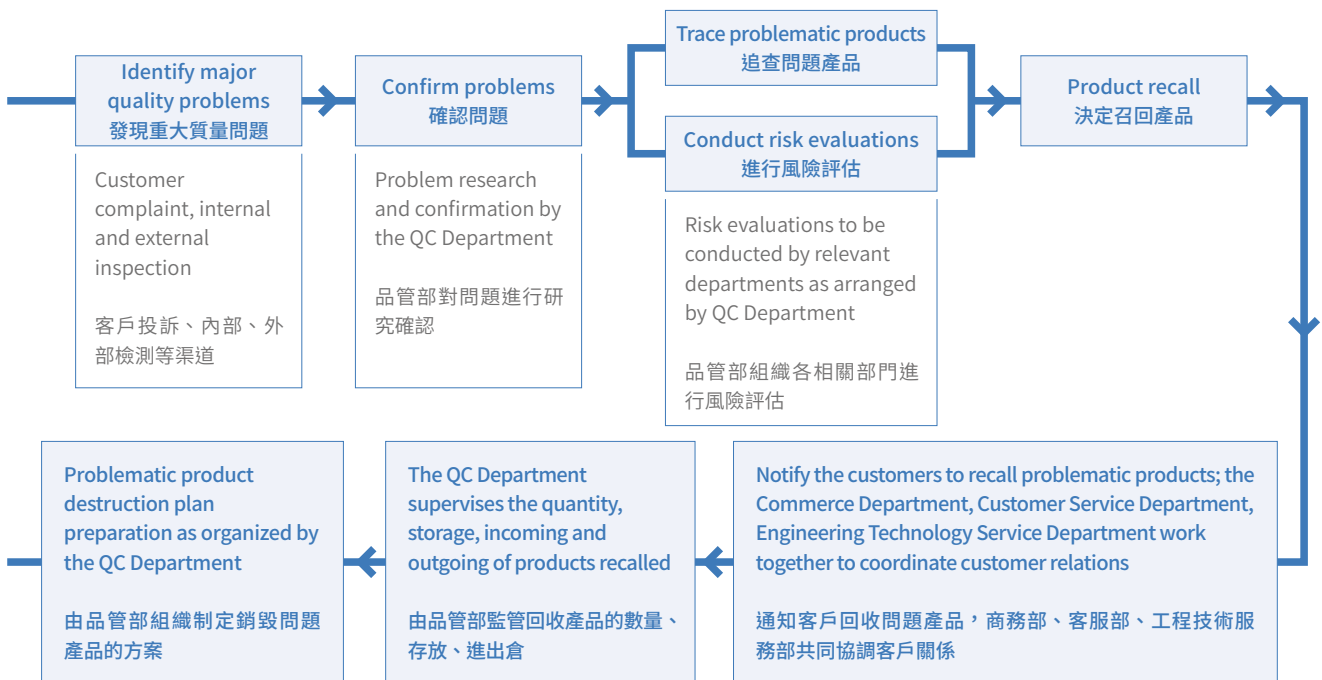 Identify major
quality problems
發現重大質量問題
Customer
complaint, internal
and external
inspection
客戶投訴、內部、外
部檢測等渠道
Confirm problems
確認問題
Problem research
and confirmation by
the QC Department
品管部對問題進行研
究確認
Trace problematic products
追查問題產品
Conduct risk evaluations
進行風險評估
Risk evaluations to be
conducted by relevant
departments as arranged
by QC Department
品管部組織各相關部門進
行風險評估
Product recall
決定召回產品
Notify the customers to recall problematic products; the
Commerce Department, Customer Service Department,
Engineering Technology Service Department work
together to coordinate customer relations
通知客戶回收問題產品，商務部、客服部、工程技術服
務部共同協調客戶關係
The QC Department
supervises the quantity,
storage, incoming and
outgoing of products recalled
由品管部監管回收產品的數量、
存放、進出倉
Problematic product
destruction plan
preparation as organized by
the QC Department
由品管部組織制定銷毀問題
產品的方案